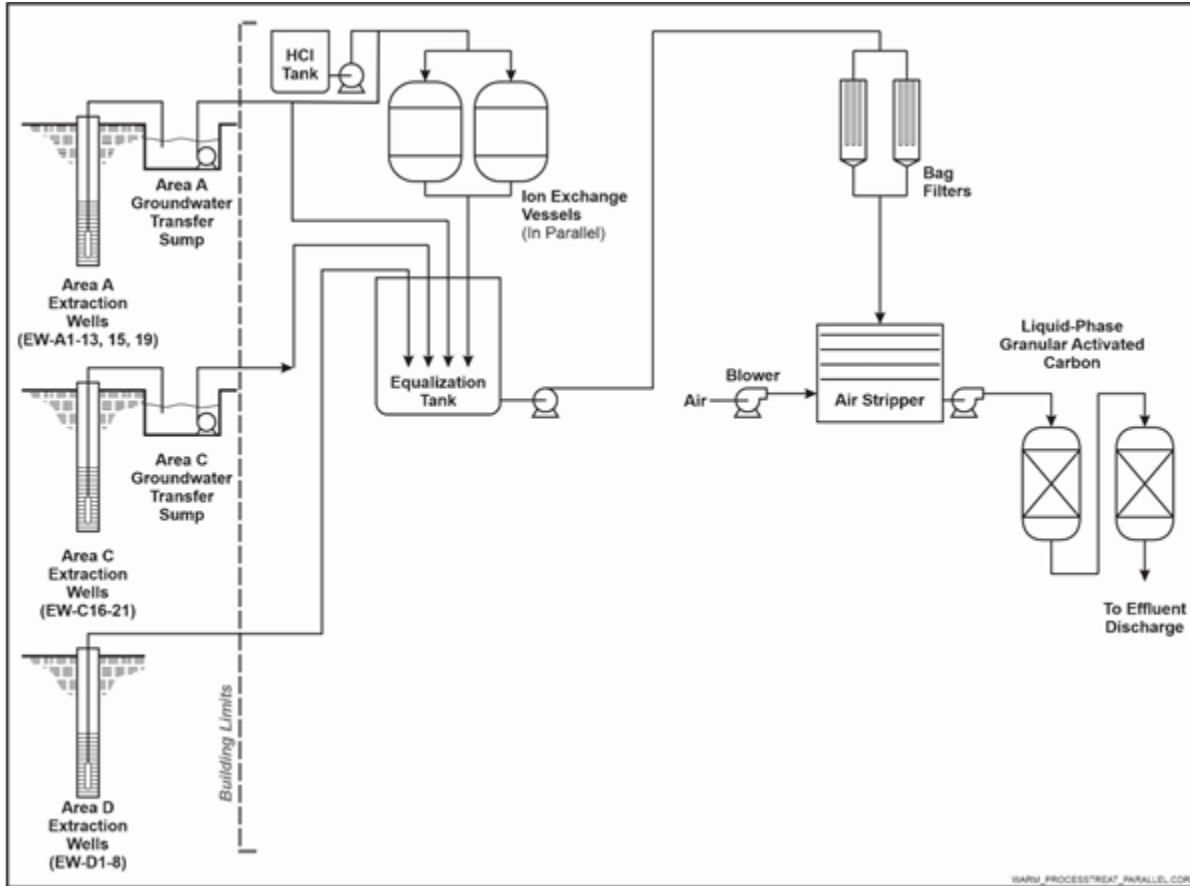 HCl
Tank
Area A
Groundwater
Transfer
Sump
Area A
Extraction
Wells
(EW-A1-13, 15, 19)
Ion Exchange
Vessels
(In Parallel)
Bag
Filters
Equalization
Tank
Blower
Air
Air Stripper
Liquid-Phase
Granular Activated
Carbon
Area C
Groundwater
Transfer
Sump
Area C
Extraction
Wells
(EW-C16-21)
To Effluent
Discharge
Building Limits
Area D
Extraction
Wells
(EW-D1-8)
WARM_PROCESSTREAT_PARALLEL.CDR